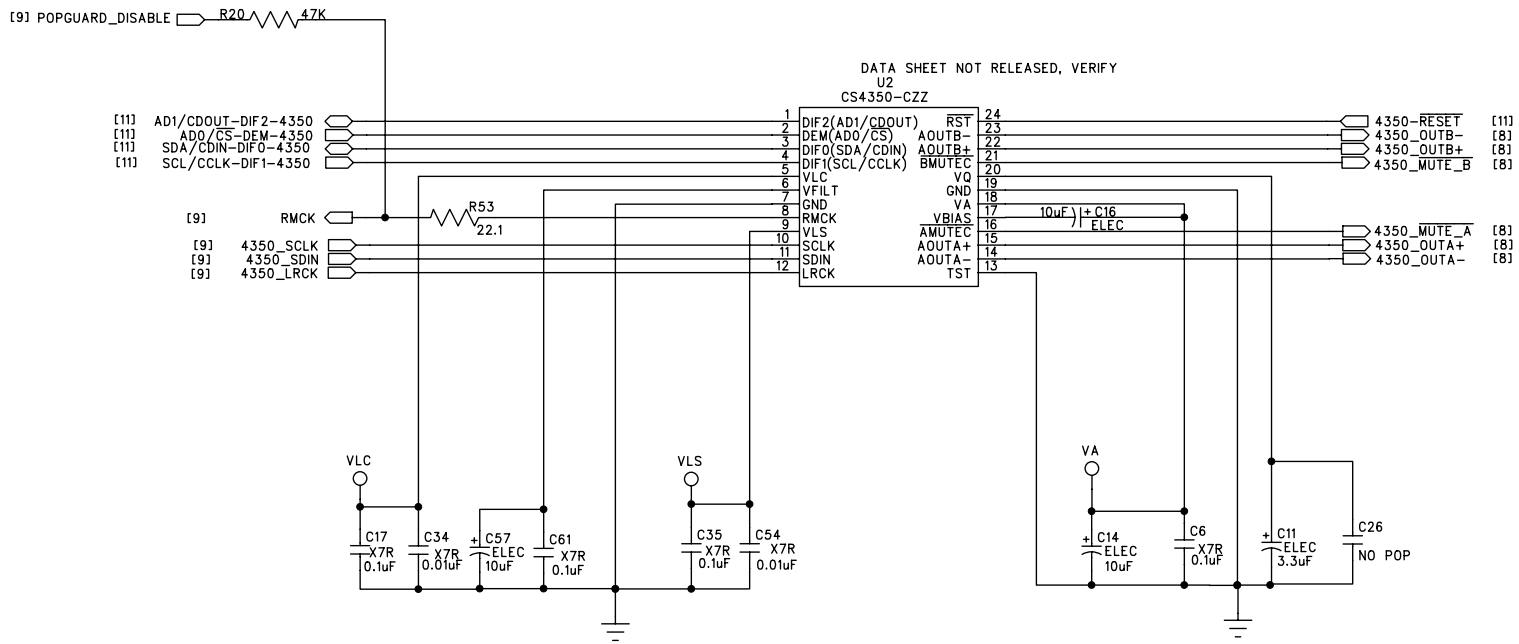 [9] POPGUARD_DISABLE
R20
47K
DATA SHEET NOT RELEASED, VERIFY
U2
CS4350-CZZ
[11] AD1/CDOUT-DIF2-4350
[11] AD0/CS-DEM-4350
[11] SDA/CDIN-DIF0-4350
[11] SCL/CCLK-DIF1-4350
[9] RMCK
R53
22.1
[9] 4350_SCLK
[9] 4350_SDIN
[9] 4350_LRCK
1 DIF2(AD1/CDOUT)
2 DEM(AD0/CS)
3 DIF0(SDA/CDIN)
4 DIF1(SCL/CCLK)
5 VLC
6 VFILT
7 GND
8 RMCK
9 VLS
10 SCLK
11 SDIN
12 LRCK
RST 24
AOUTB- 23
AOUTB+ 22
BMUTEC 21
VQ 20
GND 19
VA 18
VBIAS 17
AMUTEC 16
AOUTA+ 15
AOUTA- 14
TST 13
10uF + C16
ELEC
4350-RESET [11]
4350_OUTB- [8]
4350_OUTB+ [8]
4350_MUTE_B [8]
4350_MUTE_A [8]
4350_OUTA+ [8]
4350_OUTA- [8]
VLC
C17
X7R
0.1uF
C34
X7R
0.01uF
+ C57
ELEC
10uF
C61
X7R
0.1uF
VLS
C35
X7R
0.1uF
C54
X7R
0.01uF
VA
+ C14
ELEC
10uF
C6
X7R
0.1uF
+ C11
ELEC
3.3uF
C26
NO POP